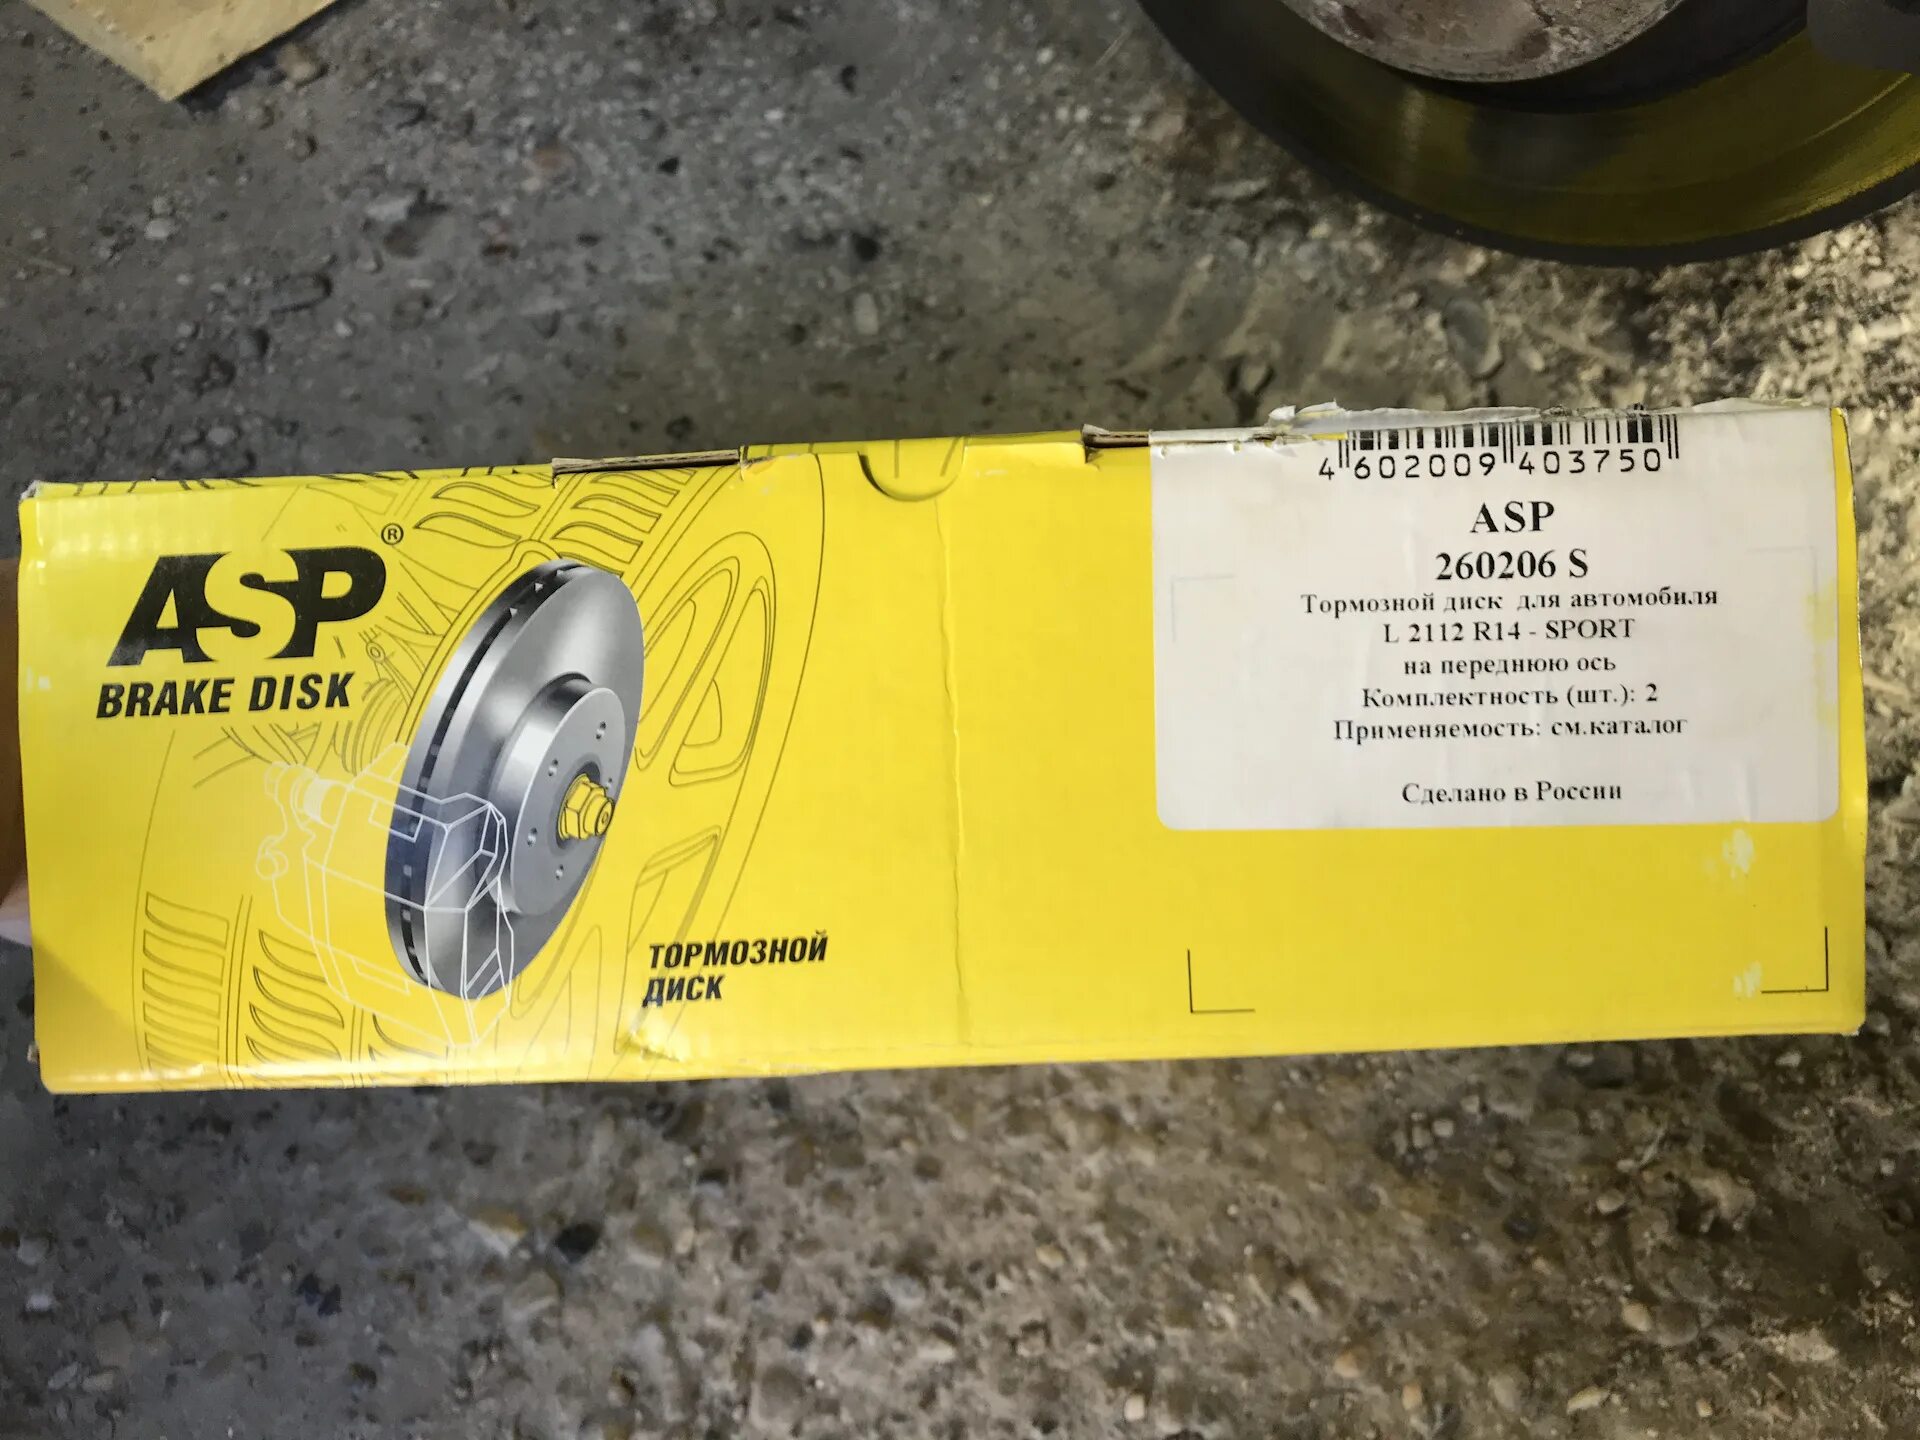 ASP®
BRAKE DISK
ТОРМОЗНОЙ
ДИСК
4 602009 403750
ASP
260206 S
Тормозной диск для автомобиля
L 2112 R14 - SPORT
на переднюю ось
Комплектность (шт.): 2
Применяемость: см.каталог
Сделано в России